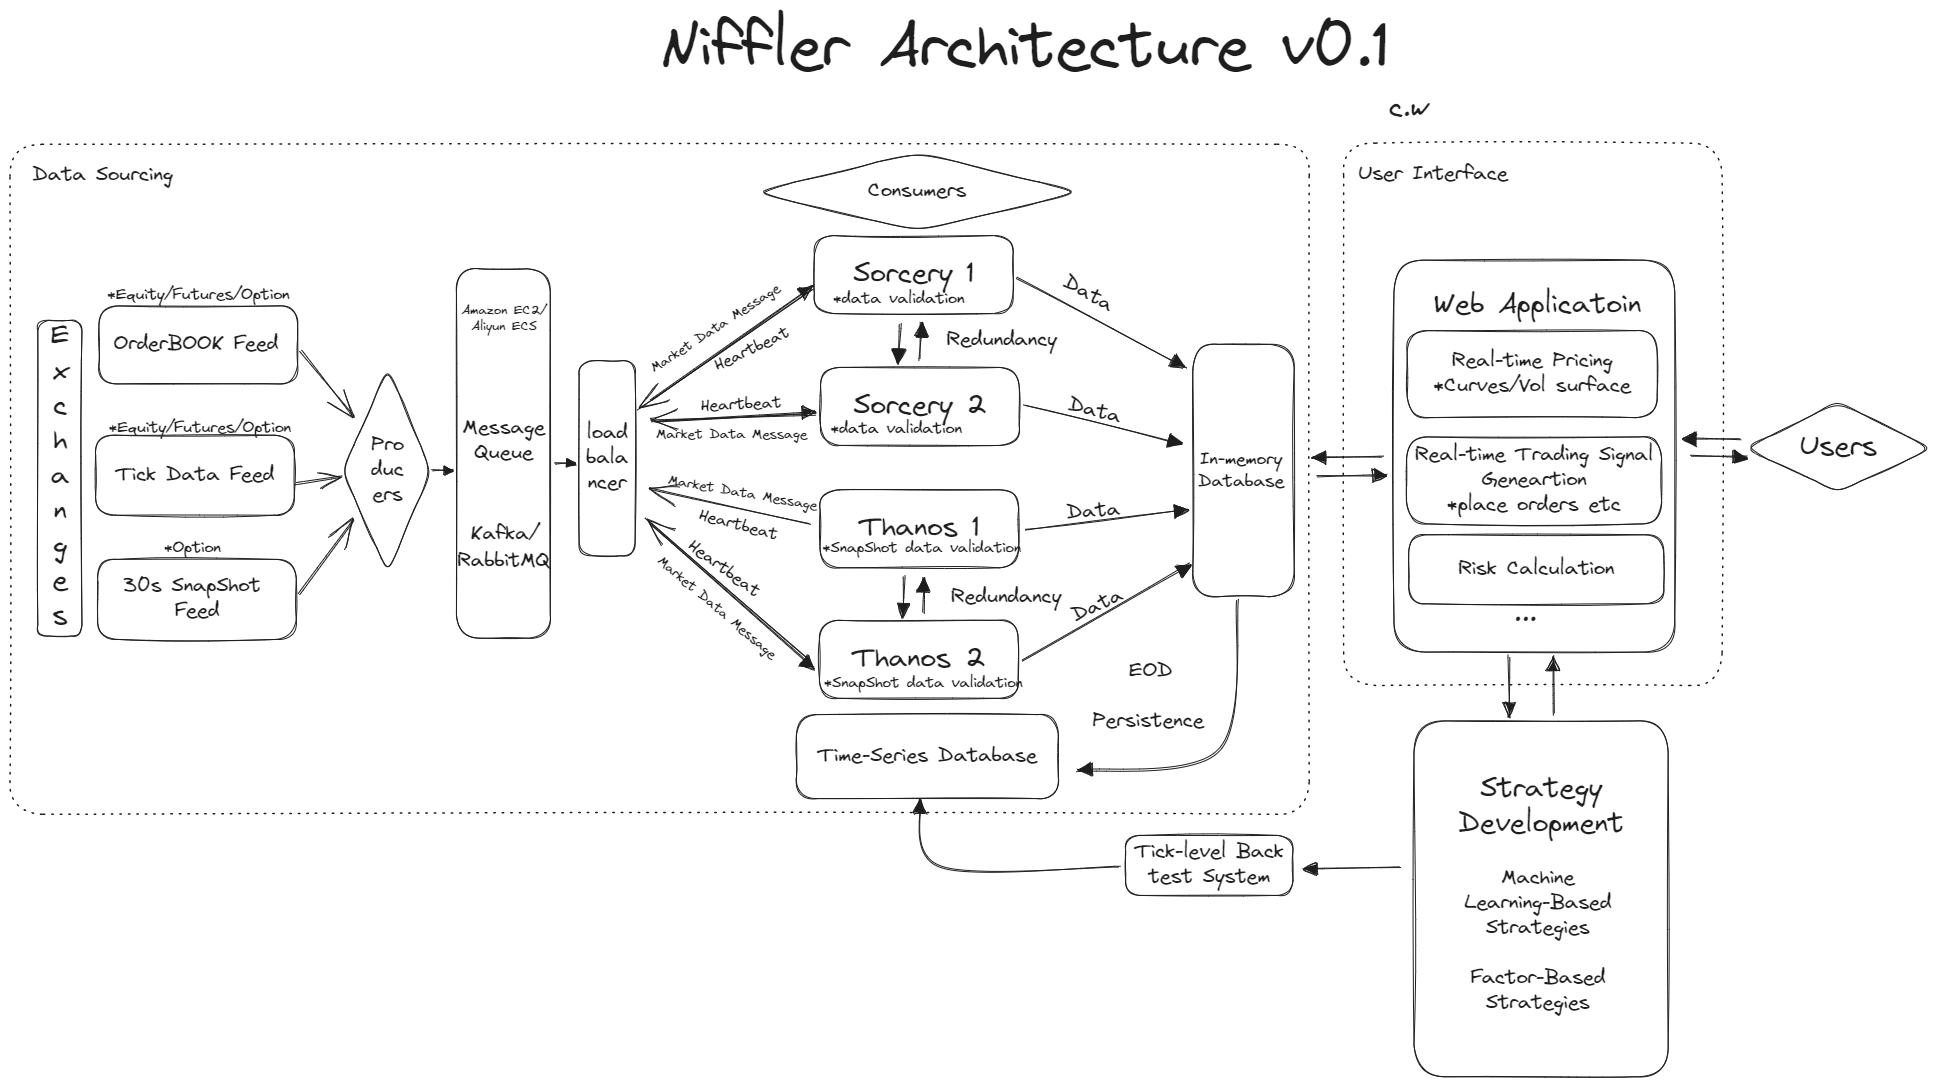 Niffler Architecture v0.1
c.w
Data Sourcing
Exchanges
*Equity/Futures/Option
OrderBOOK Feed
*Equity/Futures/Option
Tick Data Feed
*Option
30s SnapShot
Feed
Pro
duc
ers
Amazon EC2/
Aliyun ECS
Message
Queue
Kafka/
RabbitMQ
load
bala
ncer
Market Data Message
Heartbeat
Heartbeat
Market Data Message
Market Data Message
Heartbeat
Heartbeat
Market Data Message
Consumers
Sorcery 1
*data validation
Redundancy
Sorcery 2
*data validation
Thanos 1
*SnapShot data validation
Redundancy
Thanos 2
*SnapShot data validation
Data
Data
Data
Data
In-memory
Database
EOD
Persistence
Time-Series Database
User Interface
Web Applicatoin
Real-time Pricing
*Curves/Vol surface
Real-time Trading Signal
Geneartion
*place orders etc
Risk Calculation
...
Users
Tick-level Back
test System
Strategy
Development
Machine
Learning-Based
Strategies
Factor-Based
Strategies